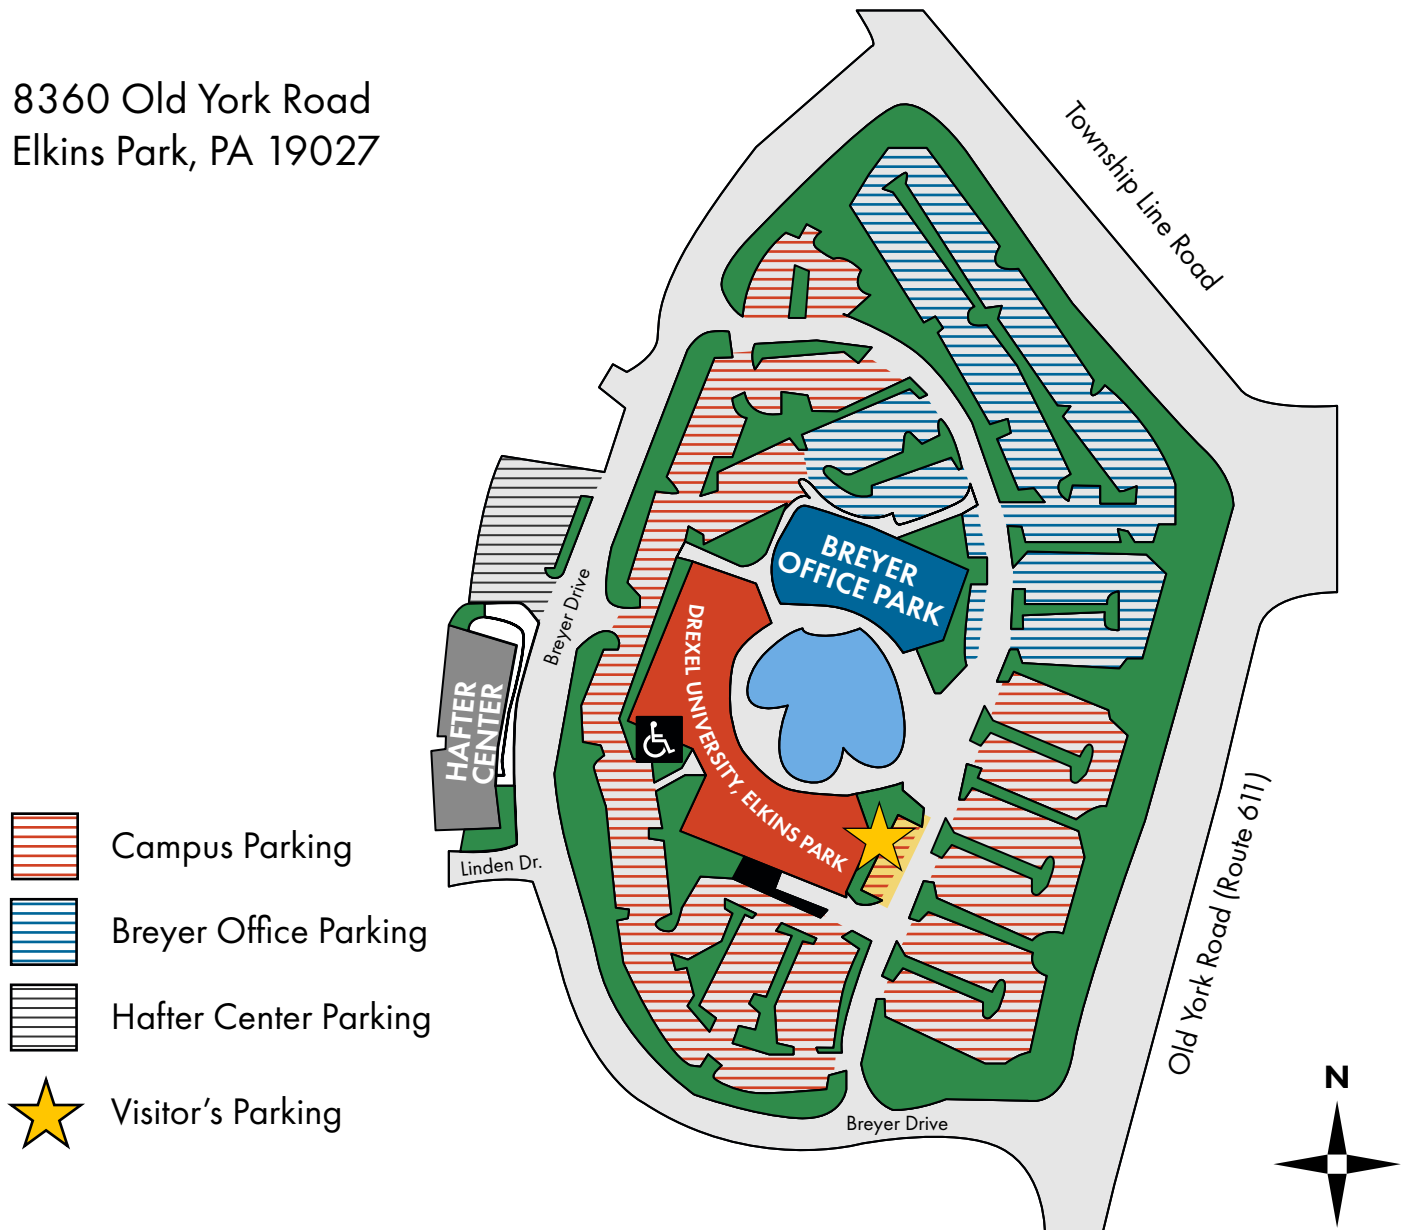 8360 Old York Road
Elkins Park, PA 19027
Township Line Road
BREYER
OFFICE PARK
DREXEL UNIVERSITY, ELKINS PARK
Breyer Drive
HAFTER
CENTER
Linden Dr.
Old York Road (Route 611)
Campus Parking
Breyer Office Parking
Hafter Center Parking
Visitor’s Parking
Breyer Drive
N